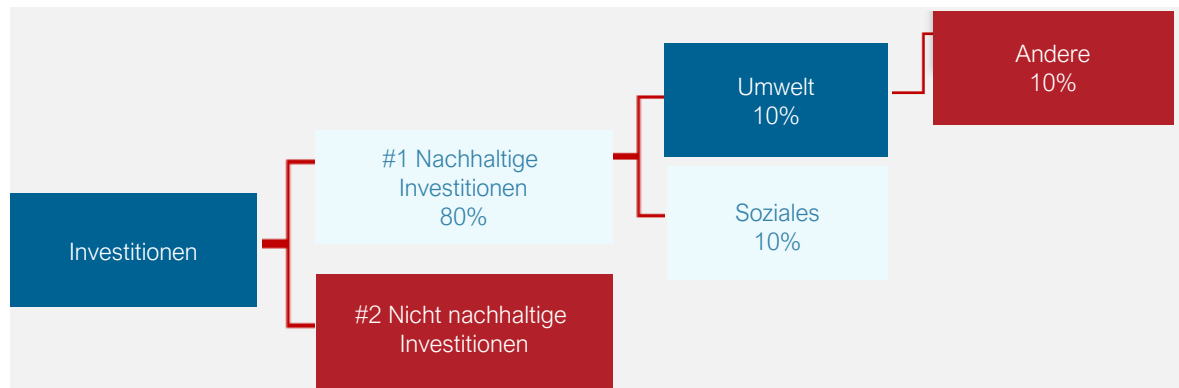 Investitionen
#1 Nachhaltige
Investitionen
80%
#2 Nicht nachhaltige
Investitionen
Umwelt
10%
Soziales
10%
Andere
10%